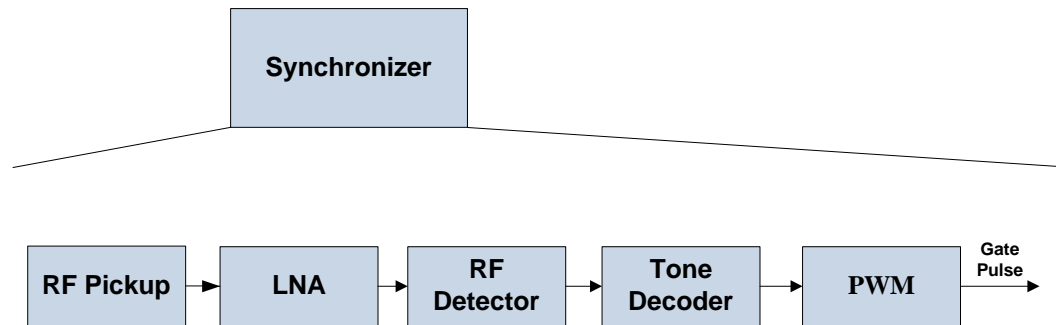 Synchronizer
RF Pickup
LNA
RF
Detector
Tone
Decoder
PWM
Gate
Pulse